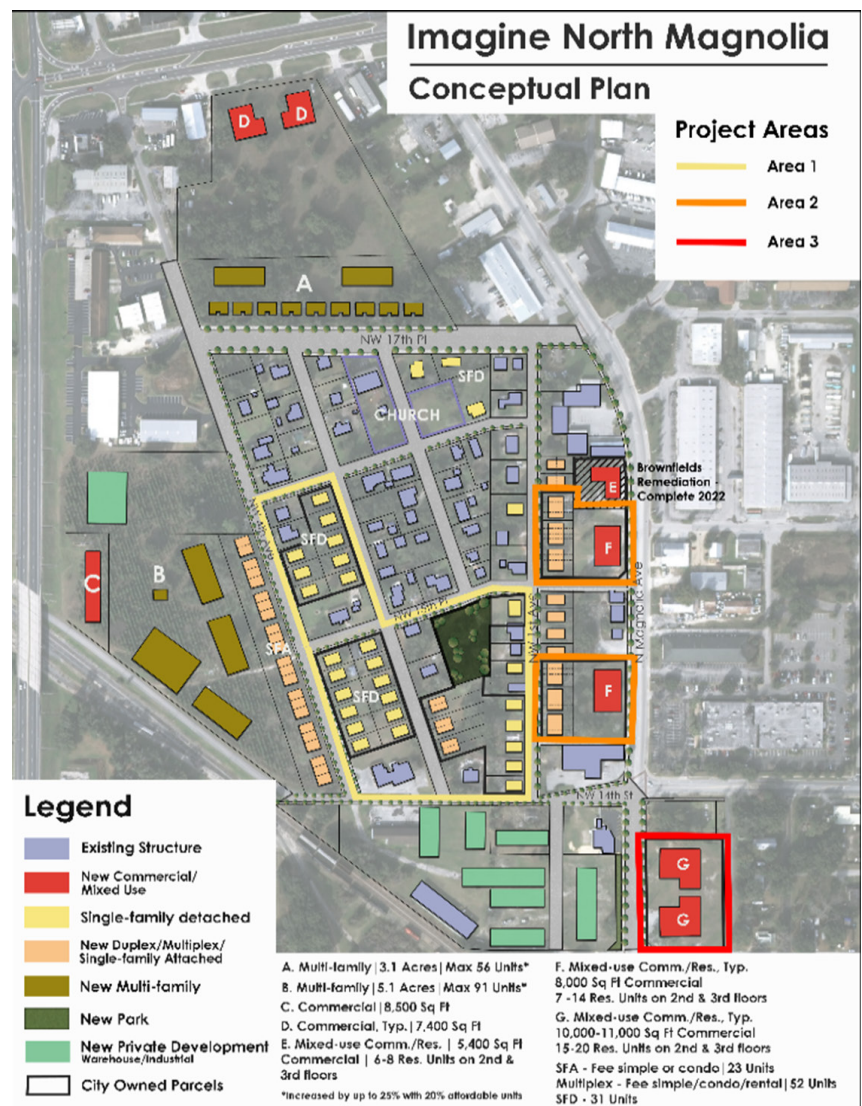 Imagine North Magnolia
Conceptual Plan
Project Areas
Area 1
Area 2
Area 3
D
D
A
NW 17th Pl
SFD
CHURCH
Brownfields
Remediation -
Complete 2022
E
SFD
F
C
B
N Magnolia Ave
NW 1st Ave
SFA
SFD
F
NW 14th St
G
G
Legend
Existing Structure
New Commercial/
Mixed Use
Single-family detached
New Duplex/Multiplex/
Single-family Attached
New Multi-family
New Park
New Private Development
Warehouse/Industrial
City Owned Parcels
A. Multi-family | 3.1 Acres | Max 56 Units*
B. Multi-family | 5.1 Acres | Max 91 Units*
C. Commercial | 8,500 Sq Ft
D. Commercial, Typ. | 7,400 Sq Ft
E. Mixed-use Comm./Res. | 5,400 Sq Ft
Commercial | 6-8 Res. Units on 2nd &
3rd floors
*Increased by up to 25% with 20% affordable units
F. Mixed-use Comm./Res., Typ.
8,000 Sq Ft Commercial
7 -14 Res. Units on 2nd & 3rd floors
G. Mixed-use Comm./Res., Typ.
10,000-11,000 Sq Ft Commercial
15-20 Res. Units on 2nd & 3rd floors
SFA - Fee simple or condo | 23 Units
Multiplex - Fee simple/condo/rental | 52 Units
SFD - 31 Units